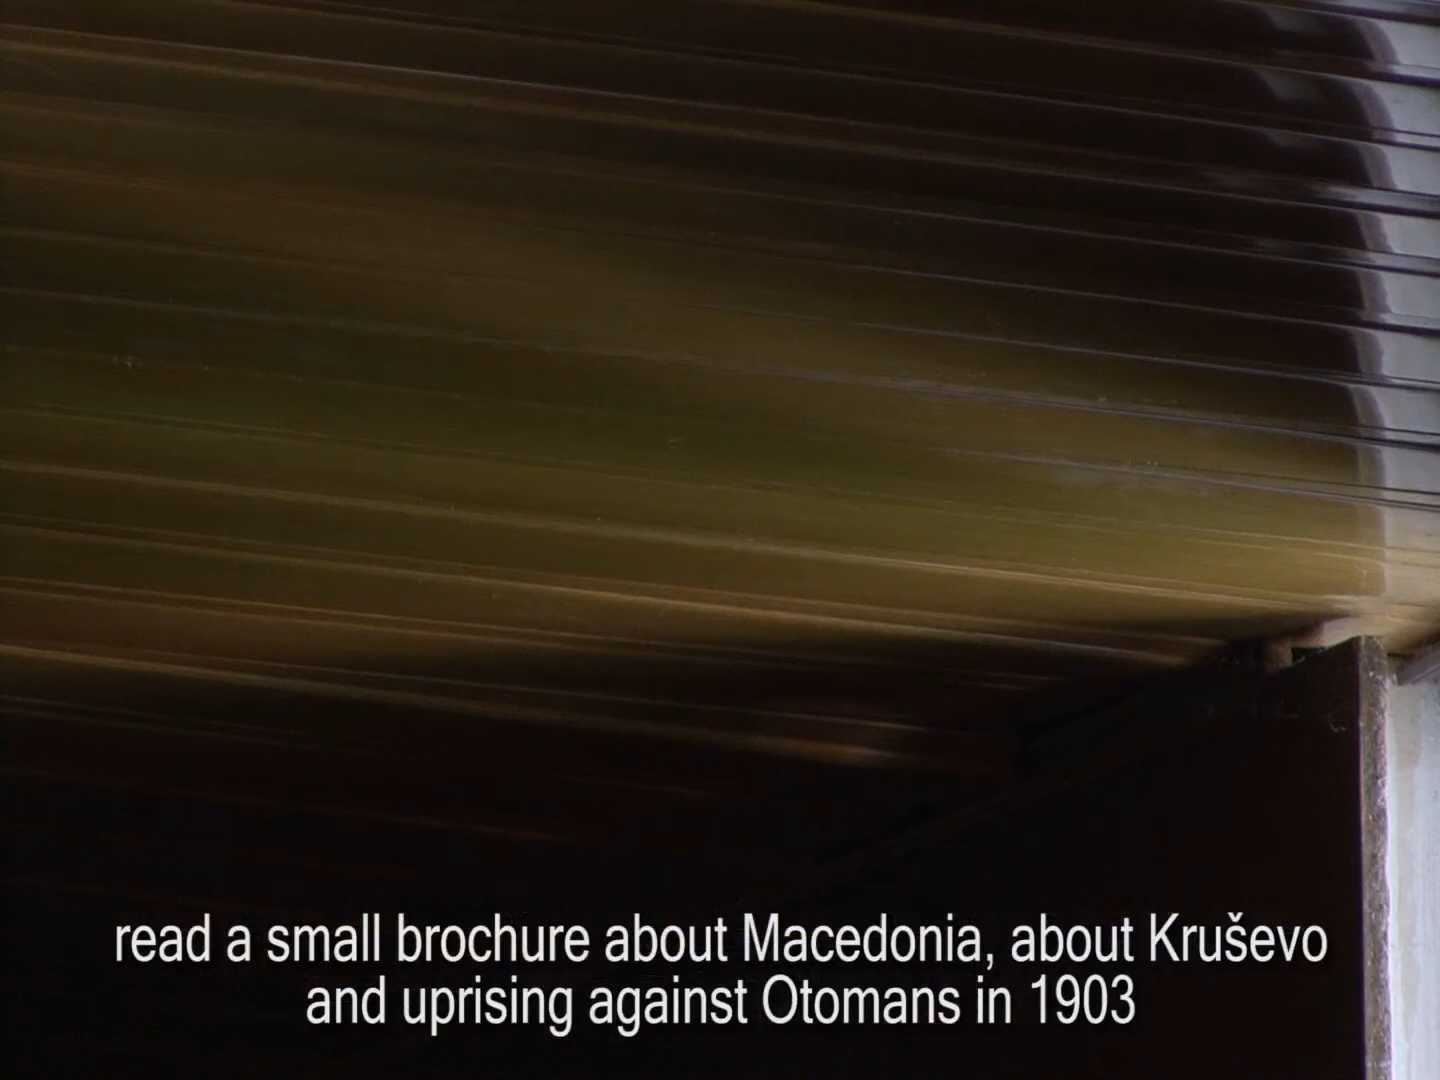 read a small brochure about Macedonia, about Kruševo
and uprising against Otomans in 1903